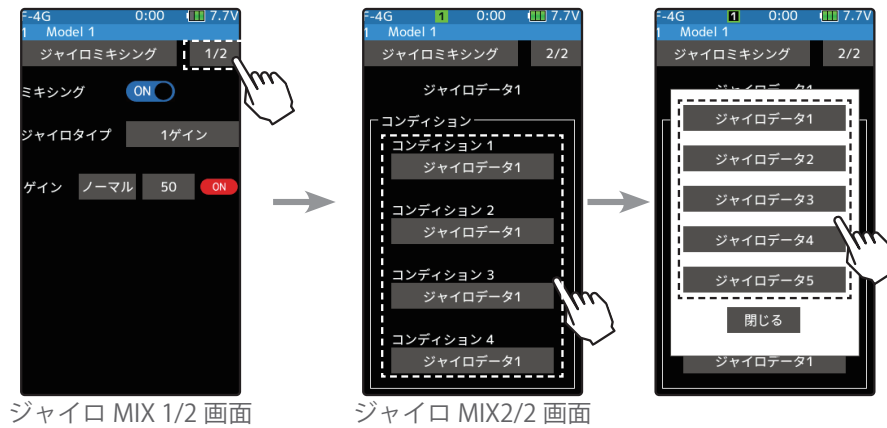 F-4G 0:00 7.7V
1 Model 1
ジャイロミキシング 1/2
ミキシング ON
ジャイロタイプ 1ゲイン
ゲイン ノーマル 50 ON
ジャイロ MIX 1/2 画面
F-4G 1 0:00 7.7V
1 Model 1
ジャイロミキシング 2/2
ジャイロデータ1
コンディション
コンディション 1
ジャイロデータ1
コンディション 2
ジャイロデータ1
コンディション 3
ジャイロデータ1
コンディション 4
ジャイロデータ1
ジャイロ MIX2/2 画面
F-4G 1 0:00 7.7V
1 Model 1
ジャイロミキシング 2/2
ジャイロデータ1
ジャイロデータ1
ジャイロデータ2
ジャイロデータ3
ジャイロデータ4
ジャイロデータ5
閉じる
ジャイロデータ1